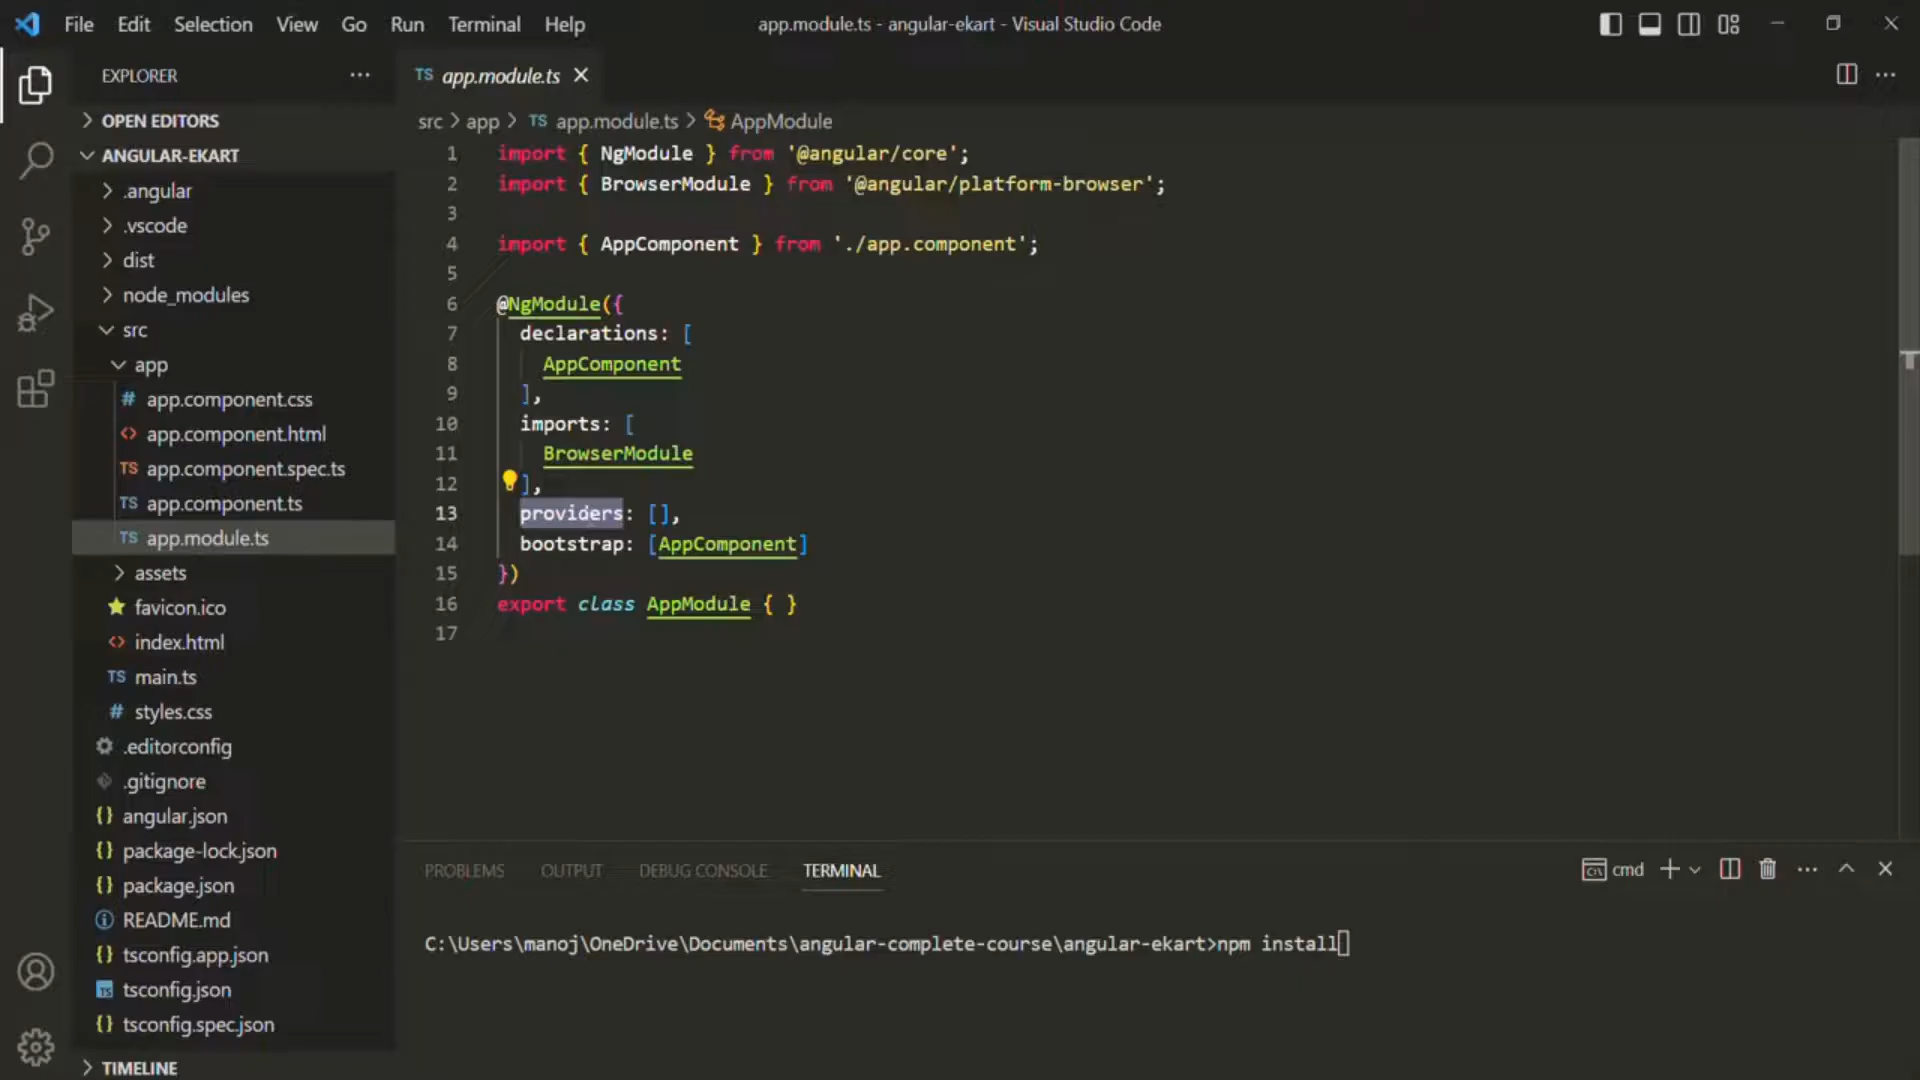 File Edit Selection View Go Run Terminal Help
app.module.ts - angular-ekart - Visual Studio Code
EXPLORER
OPEN EDITORS
ANGULAR-EKART
.angular
.vscode
dist
node_modules
src
app
# app.component.css
<> app.component.html
TS app.component.spec.ts
TS app.component.ts
TS app.module.ts
assets
favicon.ico
<> index.html
TS main.ts
# styles.css
.editorconfig
.gitignore
{} angular.json
{} package-lock.json
{} package.json
README.md
{} tsconfig.app.json
TS tsconfig.json
{} tsconfig.spec.json
TIMELINE
TS app.module.ts
src > app > TS app.module.ts > AppModule
1 import { NgModule } from '@angular/core';
2 import { BrowserModule } from '@angular/platform-browser';
3
4 import { AppComponent } from './app.component';
5
6 @NgModule({
7 declarations: [
8 AppComponent
9 ],
10 imports: [
11 BrowserModule
12 ],
13 providers: [],
14 bootstrap: [AppComponent]
15 })
16 export class AppModule { }
17
PROBLEMS OUTPUT DEBUG CONSOLE TERMINAL
cmd
C:\Users\manoj\OneDrive\Documents\angular-complete-course\angular-ekart>npm install